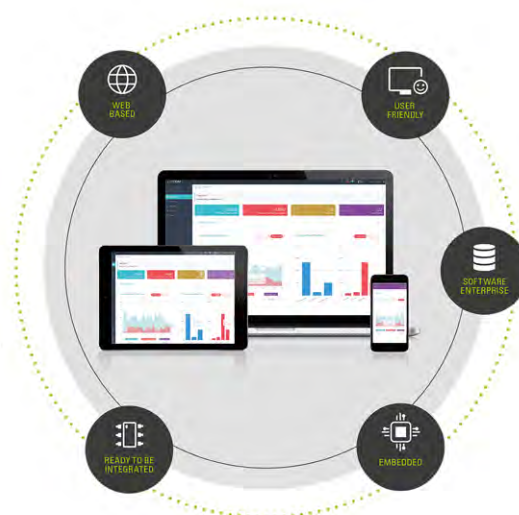 WEB
BASED
USER
FRIENDLY
SOFTWARE
ENTERPRISE
READY TO BE
INTEGRATED
EMBEDDED